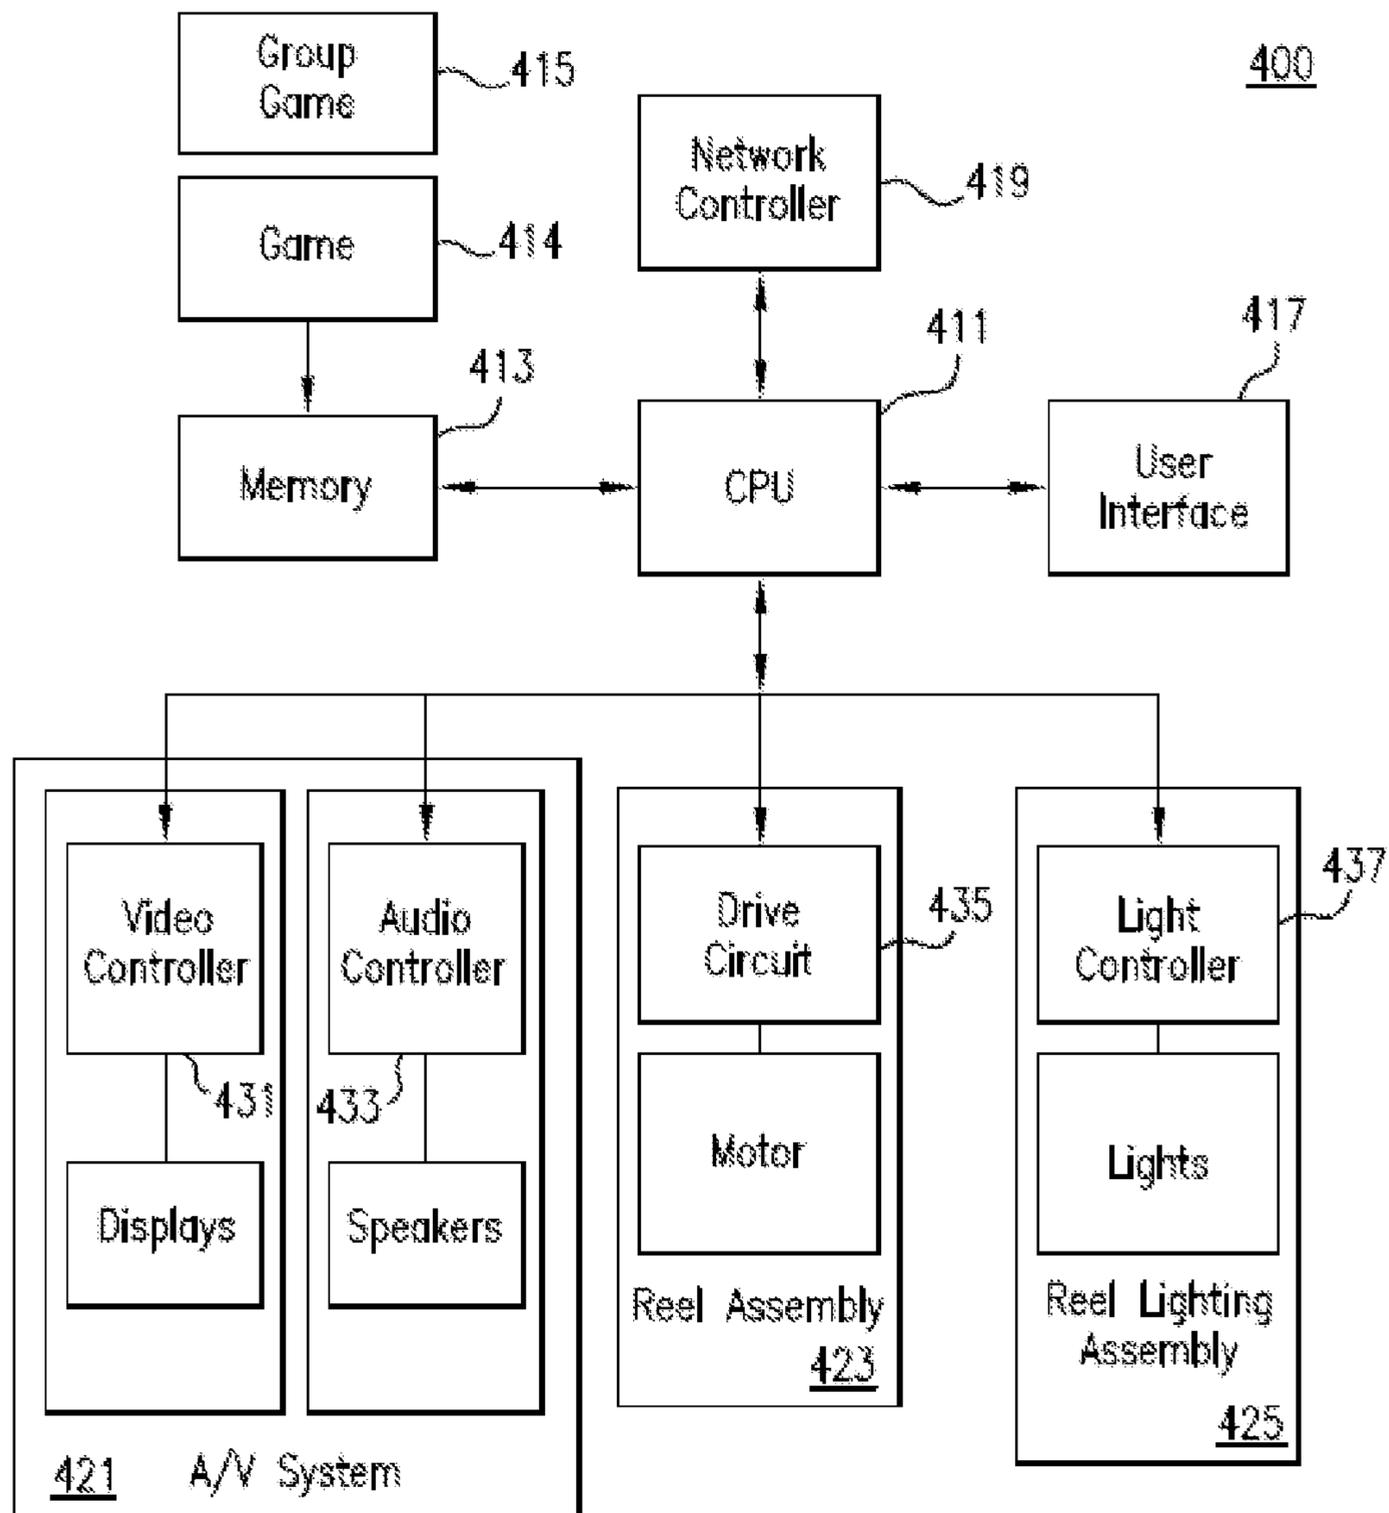 Group
Game
415
400
Network
Controller
419
Game
414
413
411
417
Memory
CPU
User
Interface
Video
Controller
Audio
Controller
Drive
Circuit
435
Light
Controller
437
431
433
Motor
Lights
Displays
Speakers
Reel Assembly
423
Reel Lighting
Assembly
425
421
A/V System